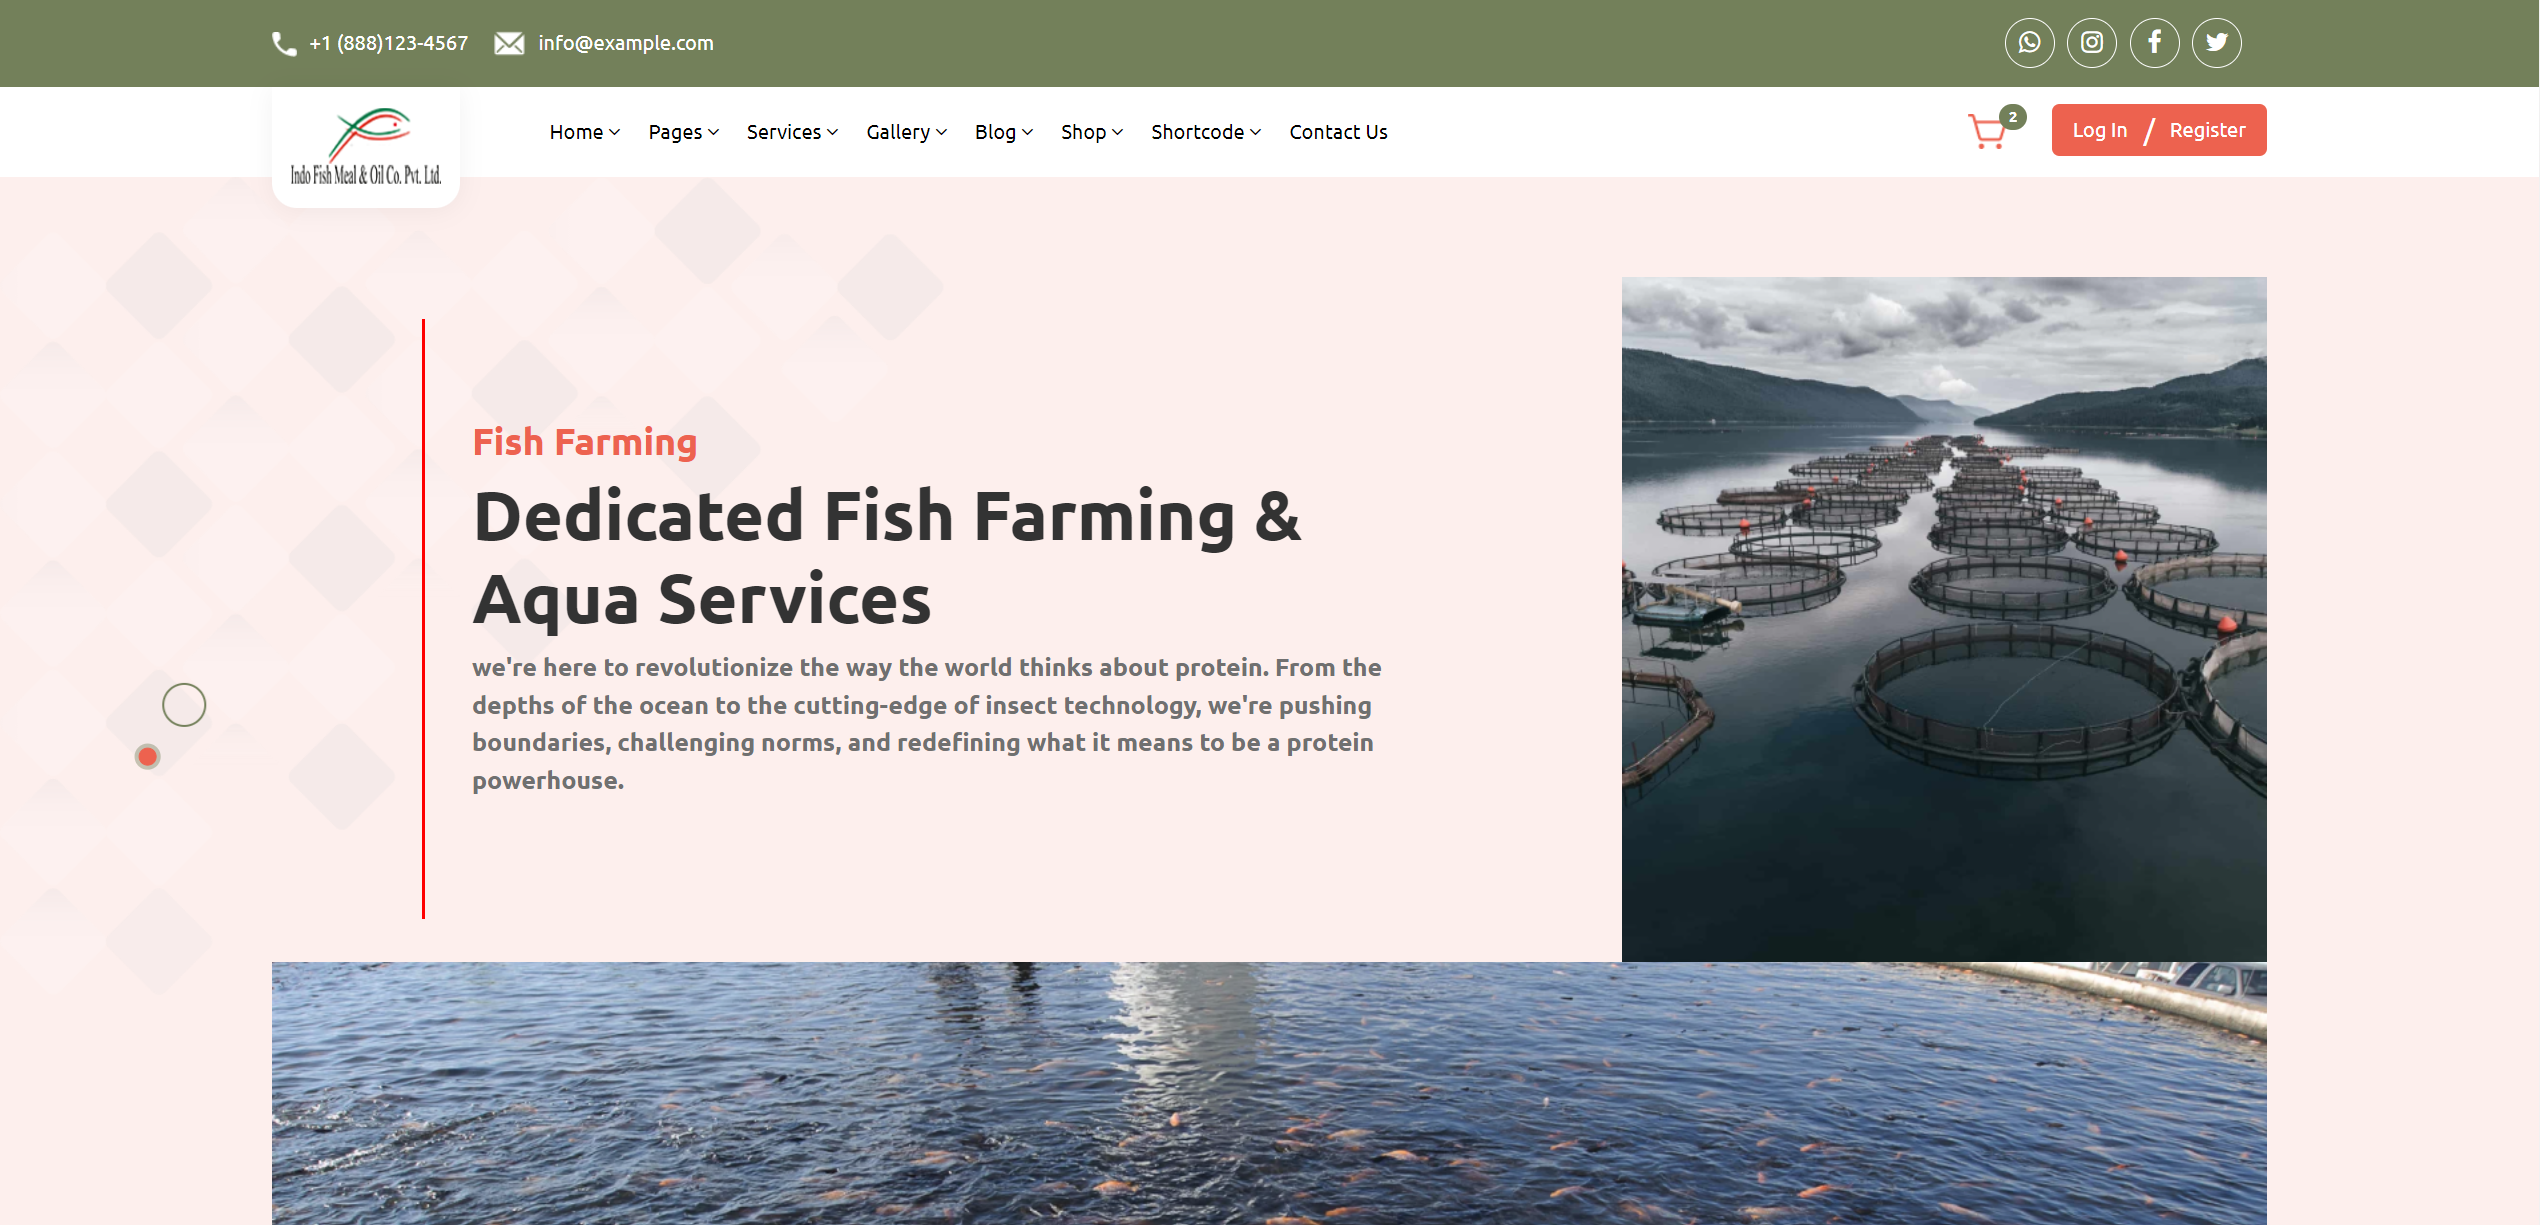 +1 (888)123-4567 info@example.com
Indo Fish Meal & Oil Co. Pvt. Ltd.
Home Pages Services Gallery Blog Shop Shortcode Contact Us
2
Log In / Register
Fish Farming
Dedicated Fish Farming &
Aqua Services
we're here to revolutionize the way the world thinks about protein. From the
depths of the ocean to the cutting-edge of insect technology, we're pushing
boundaries, challenging norms, and redefining what it means to be a protein
powerhouse.